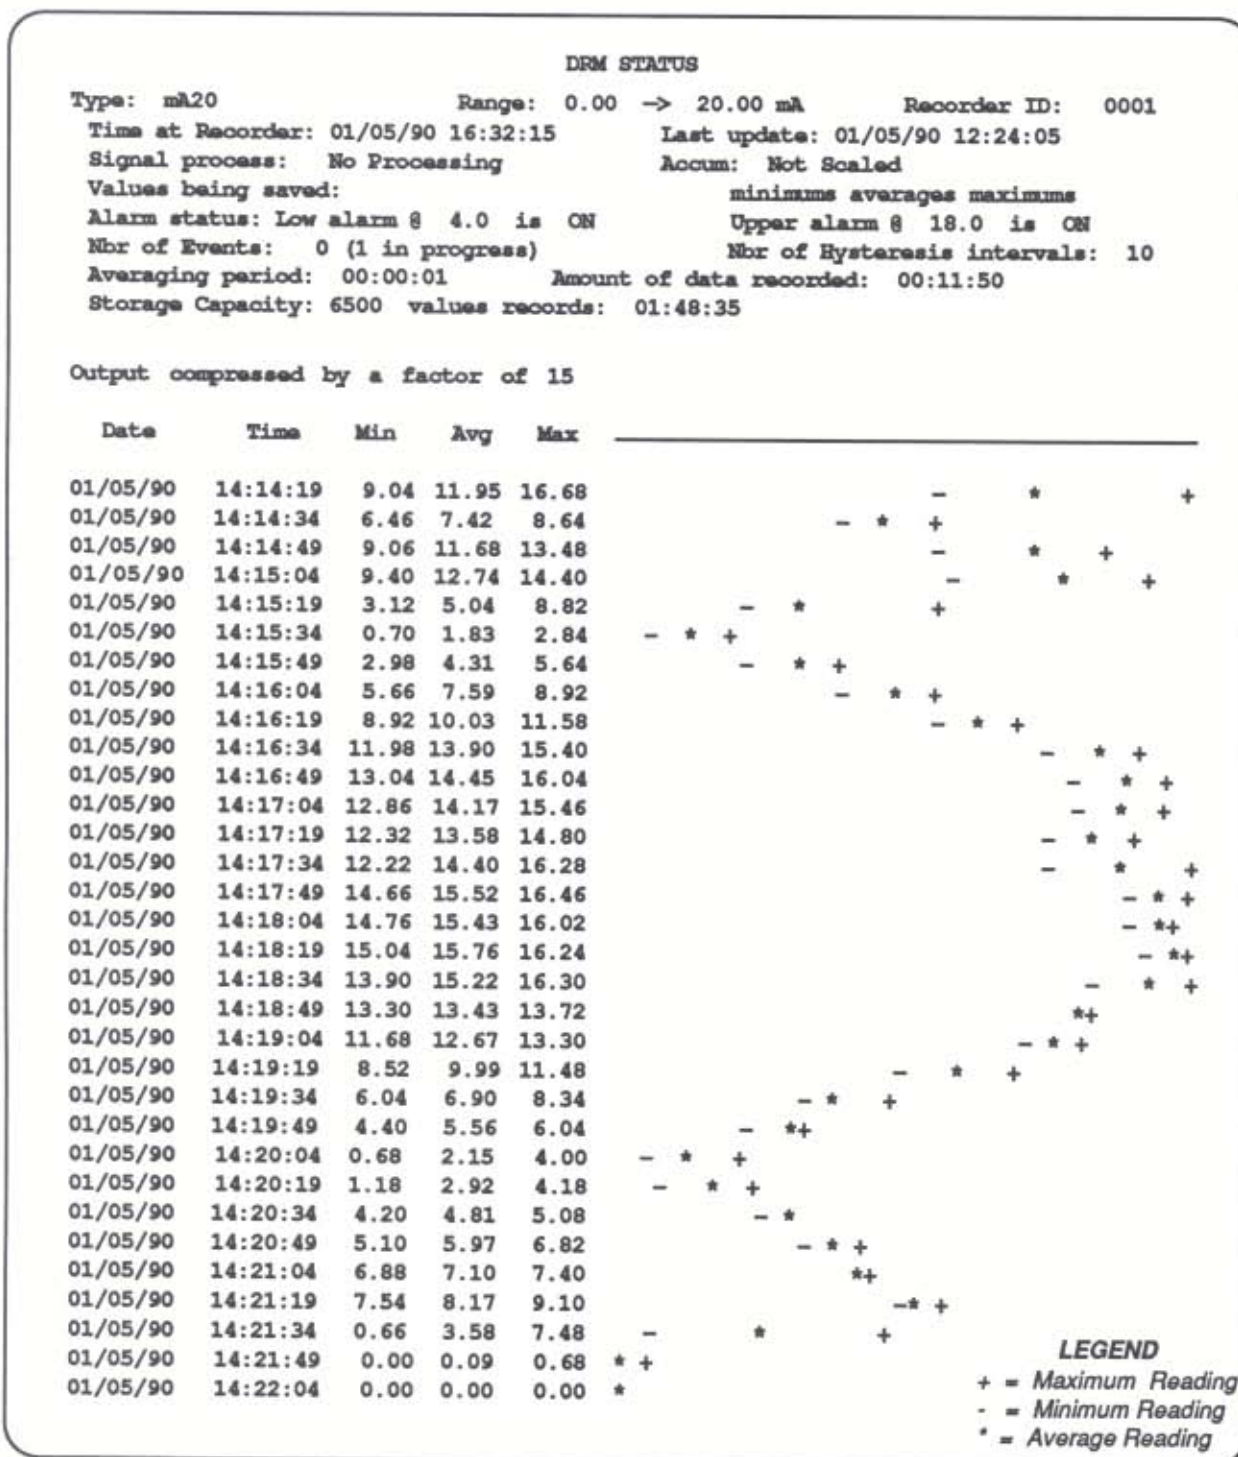 DRM STATUS
Type: mA20 Range: 0.00 -> 20.00 mA Recorder ID: 0001
Time at Recorder: 01/05/90 16:32:15 Last update: 01/05/90 12:24:05
Signal process: No Processing Accum: Not Scaled
Values being saved: minimums averages maximums
Alarm status: Low alarm @ 4.0 is ON Upper alarm @ 18.0 is ON
Nbr of Events: 0 (1 in progress) Nbr of Hysteresis intervals: 10
Averaging period: 00:00:01 Amount of data recorded: 00:11:50
Storage Capacity: 6500 values records: 01:48:35
Output compressed by a factor of 15
Date Time Min Avg Max
01/05/90 14:14:19 9.04 11.95 16.68 - * +
01/05/90 14:14:34 6.46 7.42 8.64 - * +
01/05/90 14:14:49 9.06 11.68 13.48 - * +
01/05/90 14:15:04 9.40 12.74 14.40 - * +
01/05/90 14:15:19 3.12 5.04 8.82 - * +
01/05/90 14:15:34 0.70 1.83 2.84 - * +
01/05/90 14:15:49 2.98 4.31 5.64 - * +
01/05/90 14:16:04 5.66 7.59 8.92 - * +
01/05/90 14:16:19 8.92 10.03 11.58 - * +
01/05/90 14:16:34 11.98 13.90 15.40 - * +
01/05/90 14:16:49 13.04 14.45 16.04 - * +
01/05/90 14:17:04 12.86 14.17 15.46 - * +
01/05/90 14:17:19 12.32 13.58 14.80 - * +
01/05/90 14:17:34 12.22 14.40 16.28 - * +
01/05/90 14:17:49 14.66 15.52 16.46 - * +
01/05/90 14:18:04 14.76 15.43 16.02 - *+
01/05/90 14:18:19 15.04 15.76 16.24 - *+
01/05/90 14:18:34 13.90 15.22 16.30 - * +
01/05/90 14:18:49 13.30 13.43 13.72 *+
01/05/90 14:19:04 11.68 12.67 13.30 - * +
01/05/90 14:19:19 8.52 9.99 11.48 - * +
01/05/90 14:19:34 6.04 6.90 8.34 - * +
01/05/90 14:19:49 4.40 5.56 6.04 - *+
01/05/90 14:20:04 0.68 2.15 4.00 - * +
01/05/90 14:20:19 1.18 2.92 4.18 - * +
01/05/90 14:20:34 4.20 4.81 5.08 - *
01/05/90 14:20:49 5.10 5.97 6.82 - * +
01/05/90 14:21:04 6.88 7.10 7.40 *+
01/05/90 14:21:19 7.54 8.17 9.10 -* +
01/05/90 14:21:34 0.66 3.58 7.48 - * +
01/05/90 14:21:49 0.00 0.09 0.68 * +
01/05/90 14:22:04 0.00 0.00 0.00 *
LEGEND
+ = Maximum Reading
- = Minimum Reading
* = Average Reading